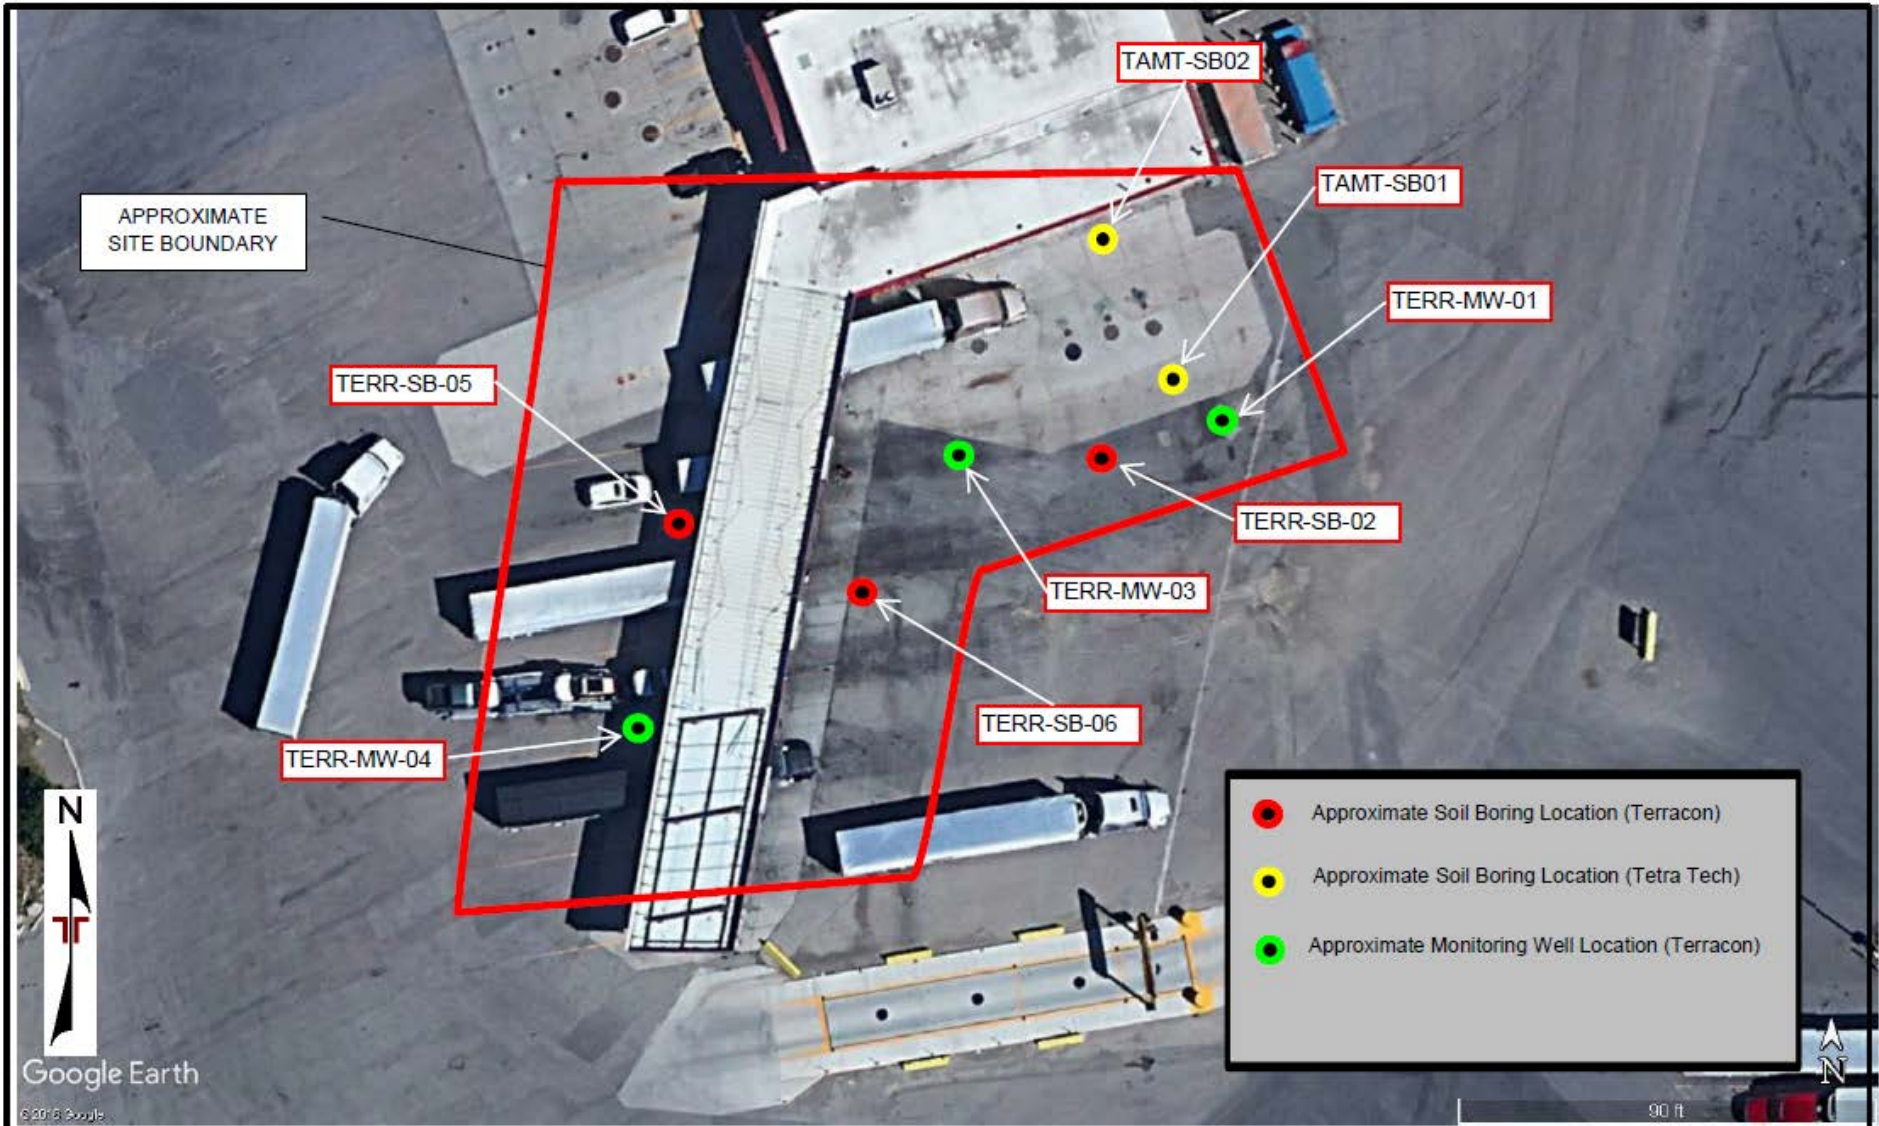 TAMT-SB02
TAMT-SB01
APPROXIMATE
SITE BOUNDARY
TERR-MW-01
TERR-SB-05
TERR-SB-02
TERR-MW-03
TERR-SB-06
TERR-MW-04
N
Approximate Soil Boring Location (Terracon)
Approximate Soil Boring Location (Tetra Tech)
Approximate Monitoring Well Location (Terracon)
Google Earth
© 2018 Google
N
90 ft